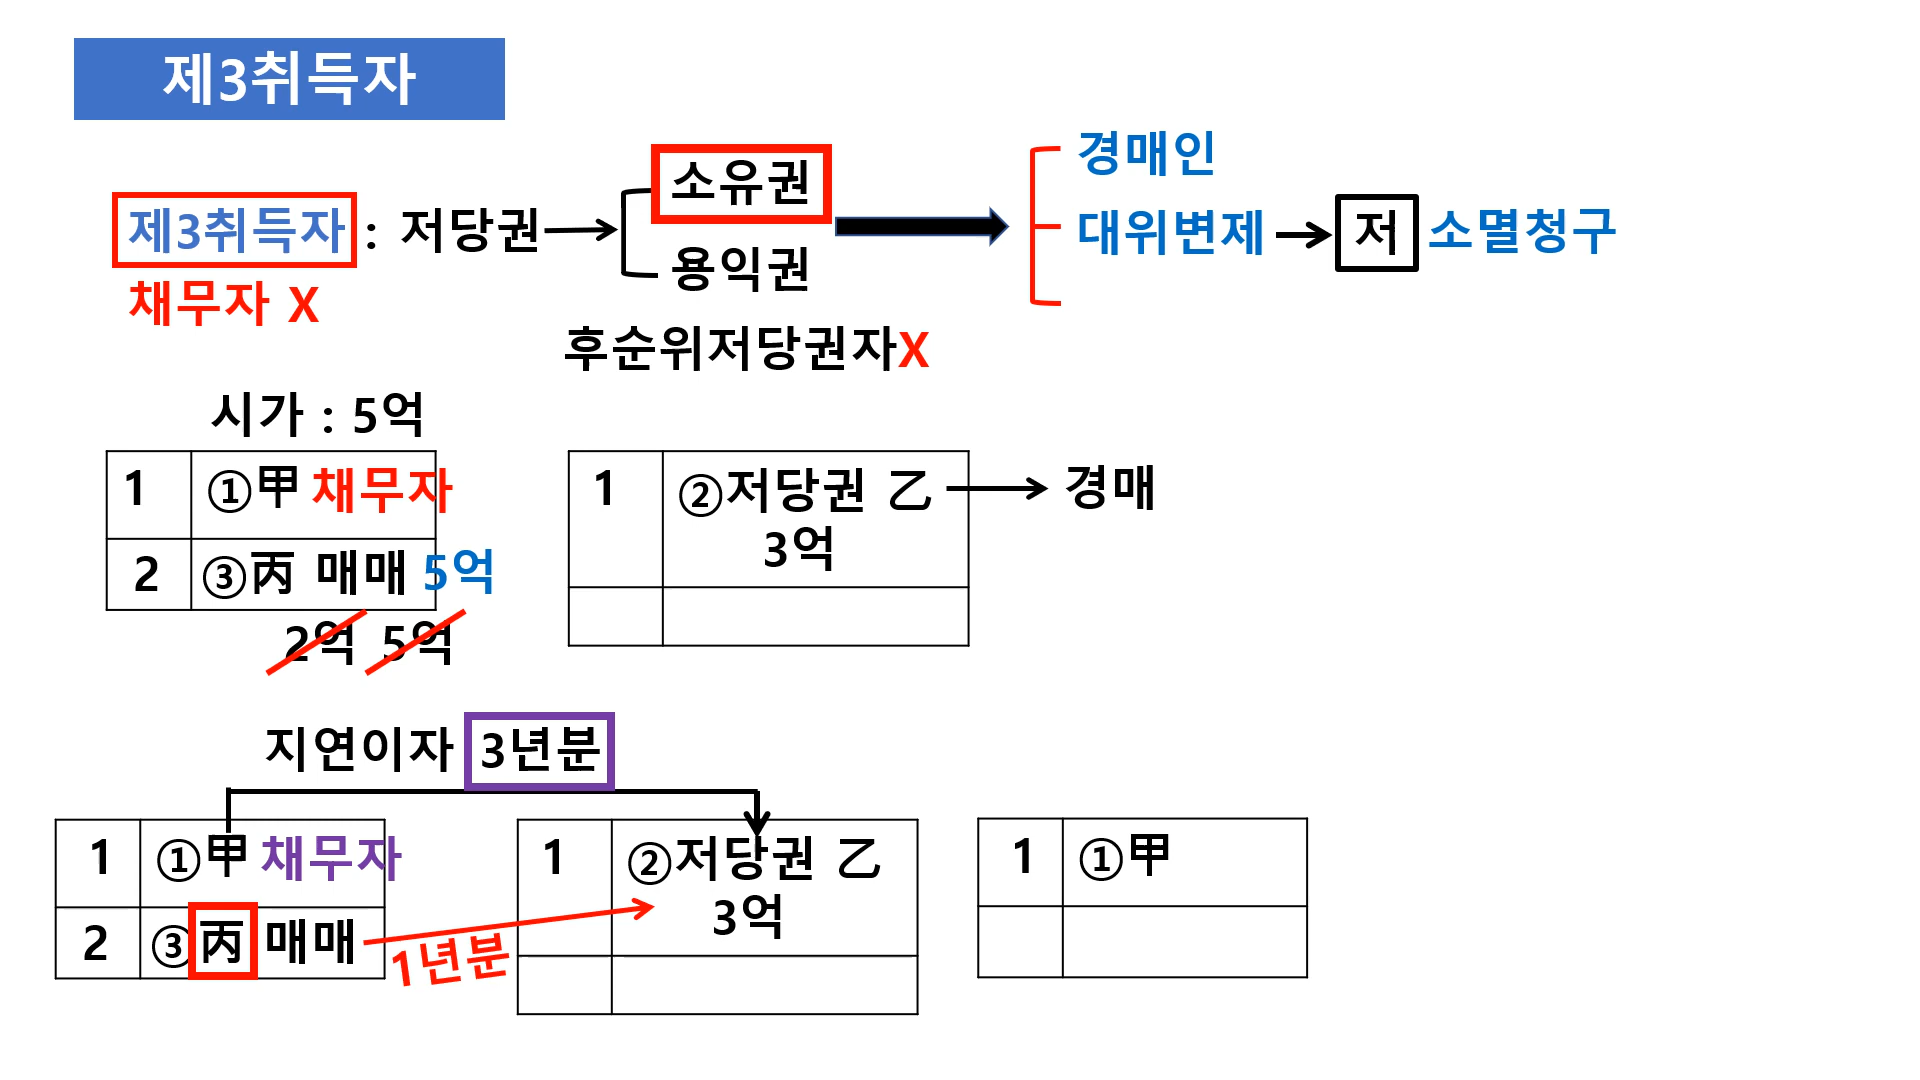 제3취득자
제3취득자 : 저당권
소유권
용익권
경매인
대위변제
저 소멸청구
채무자 X
후순위저당권자X
시가 : 5억
1 ①甲 채무자
2 ③丙 매매 5억
2억 5억
1 ②저당권 乙
3억
경매
지연이자 3년분
1 ①甲 채무자
2 ③丙 매매
1년분
1 ②저당권 乙
3억
1 ①甲